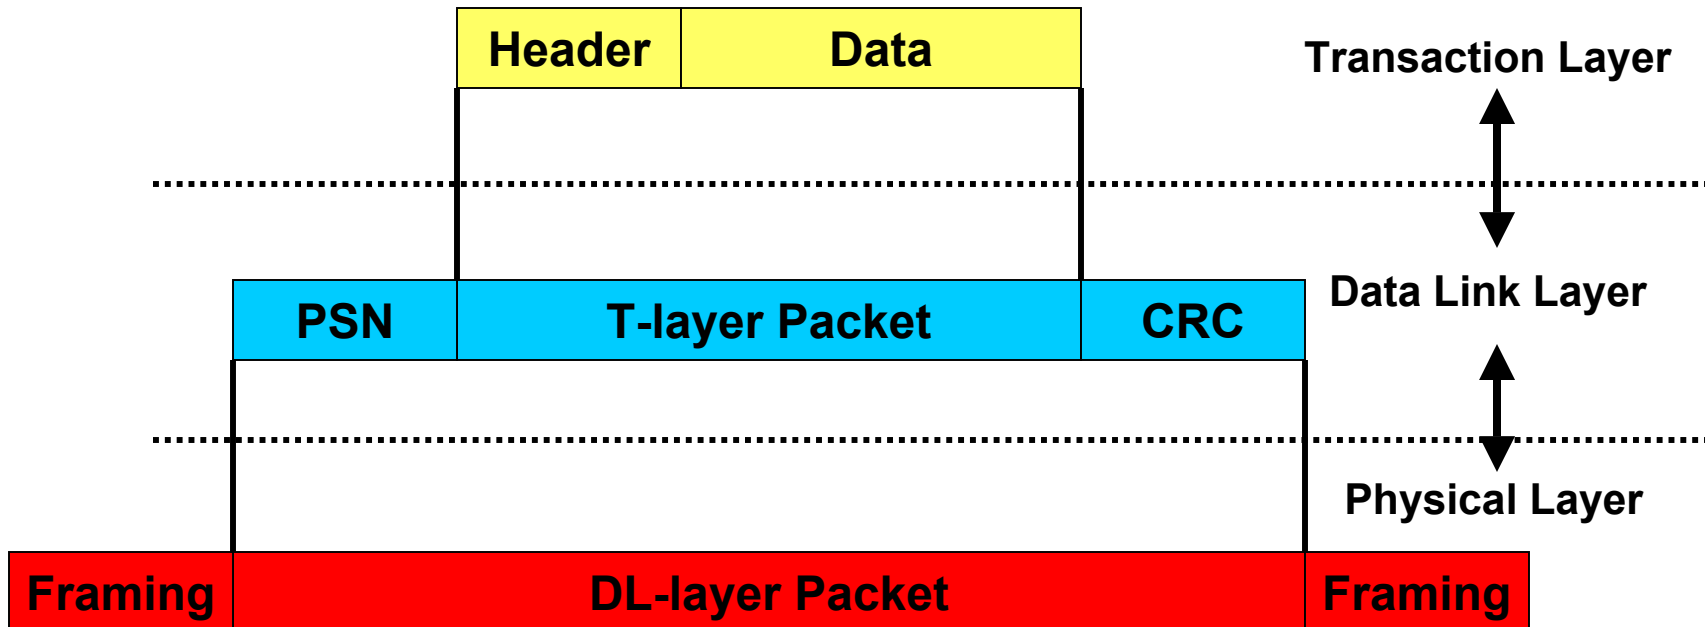 Header Data
Transaction Layer
PSN T-layer Packet CRC
Data Link Layer
Physical Layer
Framing DL-layer Packet Framing